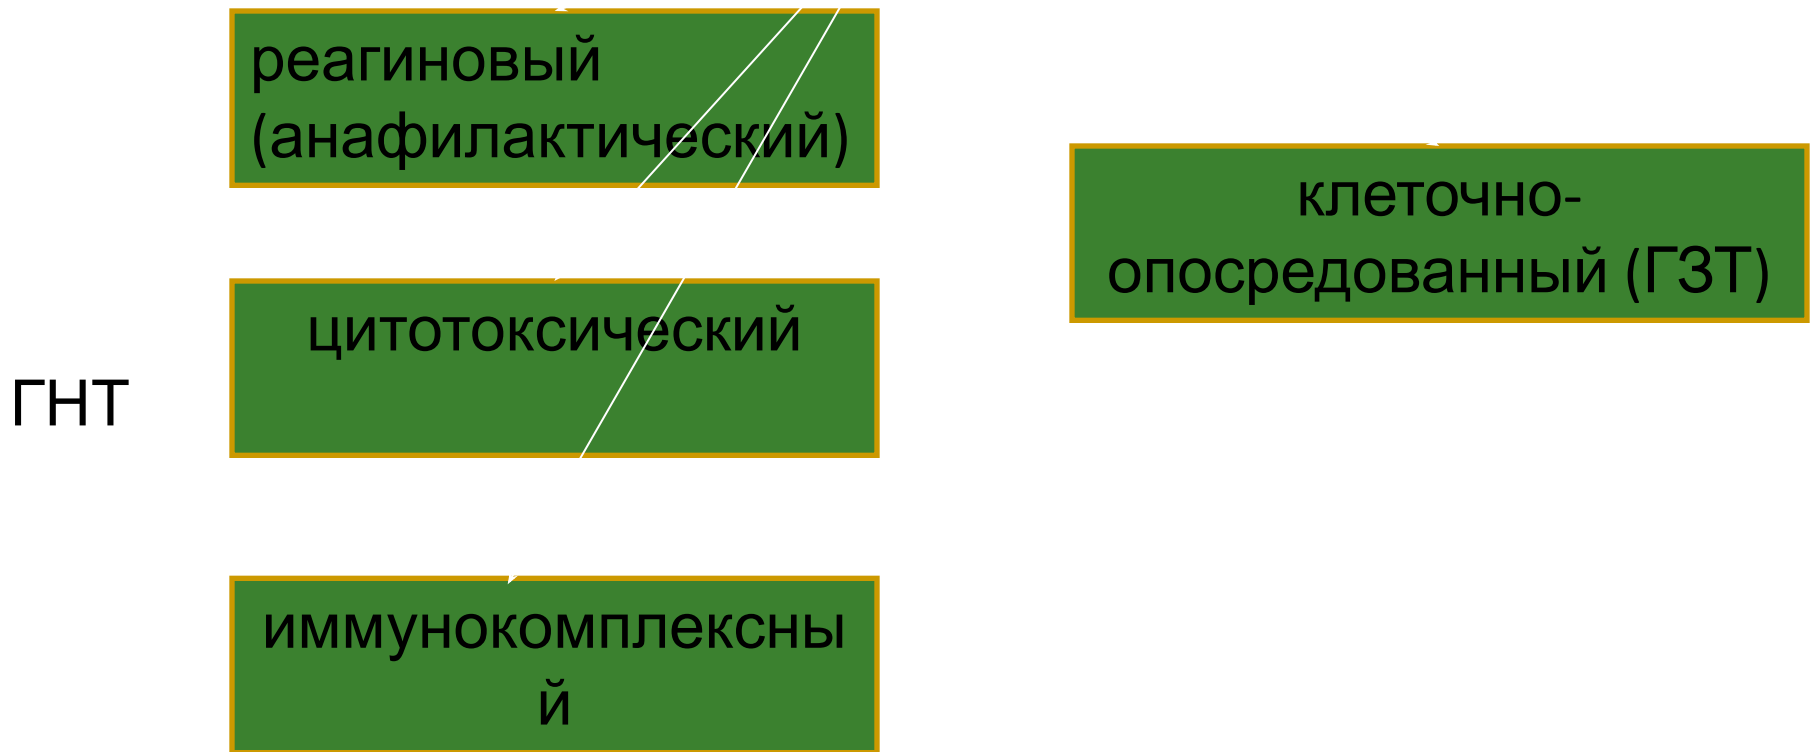 реагиновый
(анафилактический)
клеточно-
опосредованный (ГЗТ)
цитотоксический
ГНТ
иммунокомплексны
й